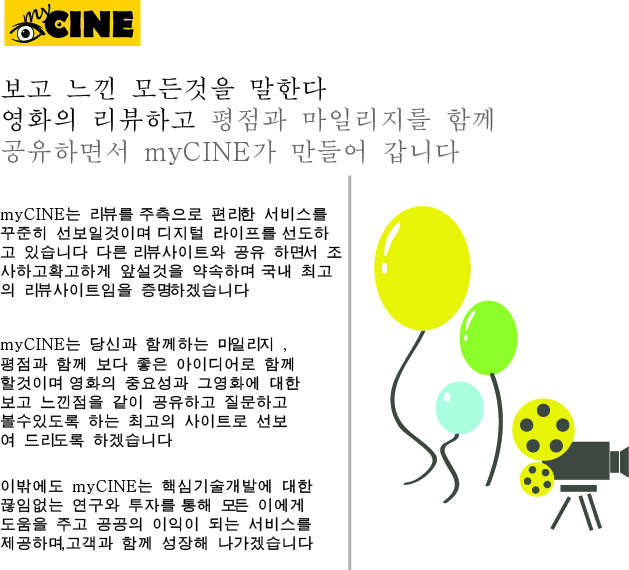 my CINE
보고 느낀 모든것을 말한다
영화의 리뷰하고 평점과 마일리지를 함께
공유하면서 myCINE가 만들어 갑니다
myCINE는 리뷰를 주측으로 편리한 서비스를
꾸준히 선보일것이며 디지털 라이프를 선도하
고 있습니다 다른 리뷰사이트와 공유 하면서 조
사하고확고하게 앞설것을 약속하며 국내 최고
의 리뷰사이트임을 증명하겠습니다
myCINE는 당신과 함께하는 마일리지 ,
평점과 함께 보다 좋은 아이디어로 함께
할것이며 영화의 중요성과 그영화에 대한
보고 느낀점을 같이 공유하고 질문하고
볼수있도록 하는 최고의 사이트로 선보
여 드리도록 하겠습니다
이밖에도 myCINE는 핵심기술개발에 대한
끊임없는 연구와 투자를 통해 모든 이에게
도움을 주고 공공의 이익이 되는 서비스를
제공하며,고객과 함께 성장해 나가겠습니다